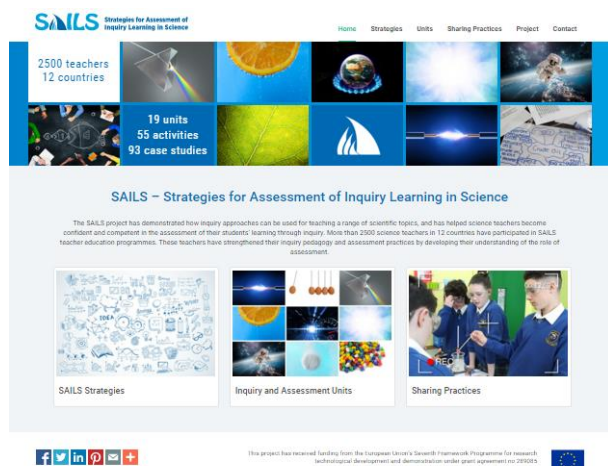 SAILS Strategies for Assessment of
Inquiry Learning in Science
Home Strategies Units Sharing Practices Project Contact
2500 teachers
12 countries
19 units
55 activities
93 case studies
SAILS – Strategies for Assessment of Inquiry Learning in Science
The SAILS project has demonstrated how inquiry approaches can be used for teaching a range of scientific topics, and has helped science teachers become
confident and competent in the assessment of their students' learning through inquiry. More than 2500 science teachers in 12 countries have participated in SAILS
teacher education programmes. These teachers have strengthened their inquiry pedagogy and assessment practices by developing their understanding of the role of
assessment.
IDEA
REC
SAILS Strategies
Inquiry and Assessment Units
Sharing Practices
This project has received funding from the European Union's Seventh Framework Programme for research
technological development and demonstration under grant agreement no 289085